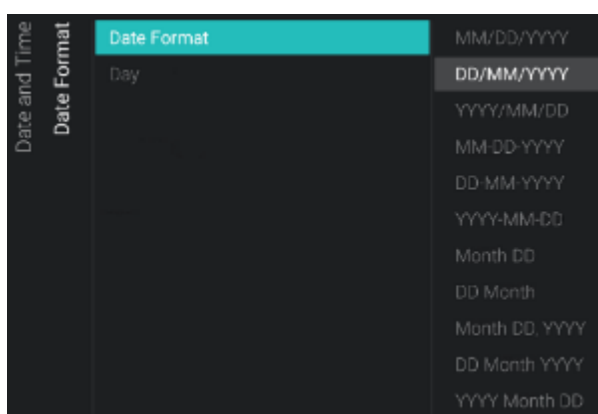 Date and Time
Date Format
Date Format
Day
MM/DD/YYYY
DD/MM/YYYY
YYYY/MM/DD
MM-DD-YYYY
DD-MM-YYYY
YYYY-MM-DD
Month DD
DD Month
Month DD, YYYY
DD Month YYYY
YYYY Month DD